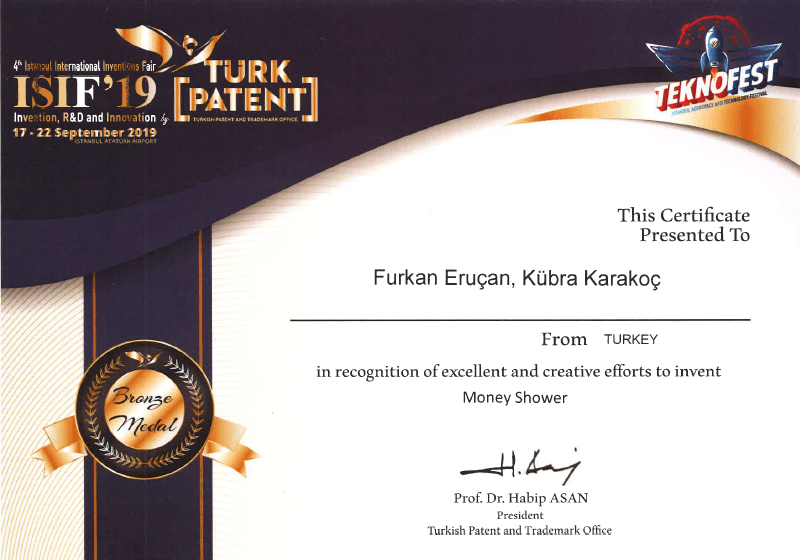 4th Istanbul International Inventions Fair
ISIF'19
Invention, R&D and Innovation by
17 - 22 September 2019
ISTANBUL ATATÜRK AIRPORT
TÜRK
[PATENT]
TURKISH PATENT AND TRADEMARK OFFICE
TEKNOFEST
ISTANBUL AEROSPACE AND TECHNOLOGY FESTIVAL
This Certificate
Presented To
Furkan Eruçan, Kübra Karakoç
From TURKEY
in recognition of excellent and creative efforts to invent
Money Shower
Bronze
Medal
Prof. Dr. Habip ASAN
President
Turkish Patent and Trademark Office